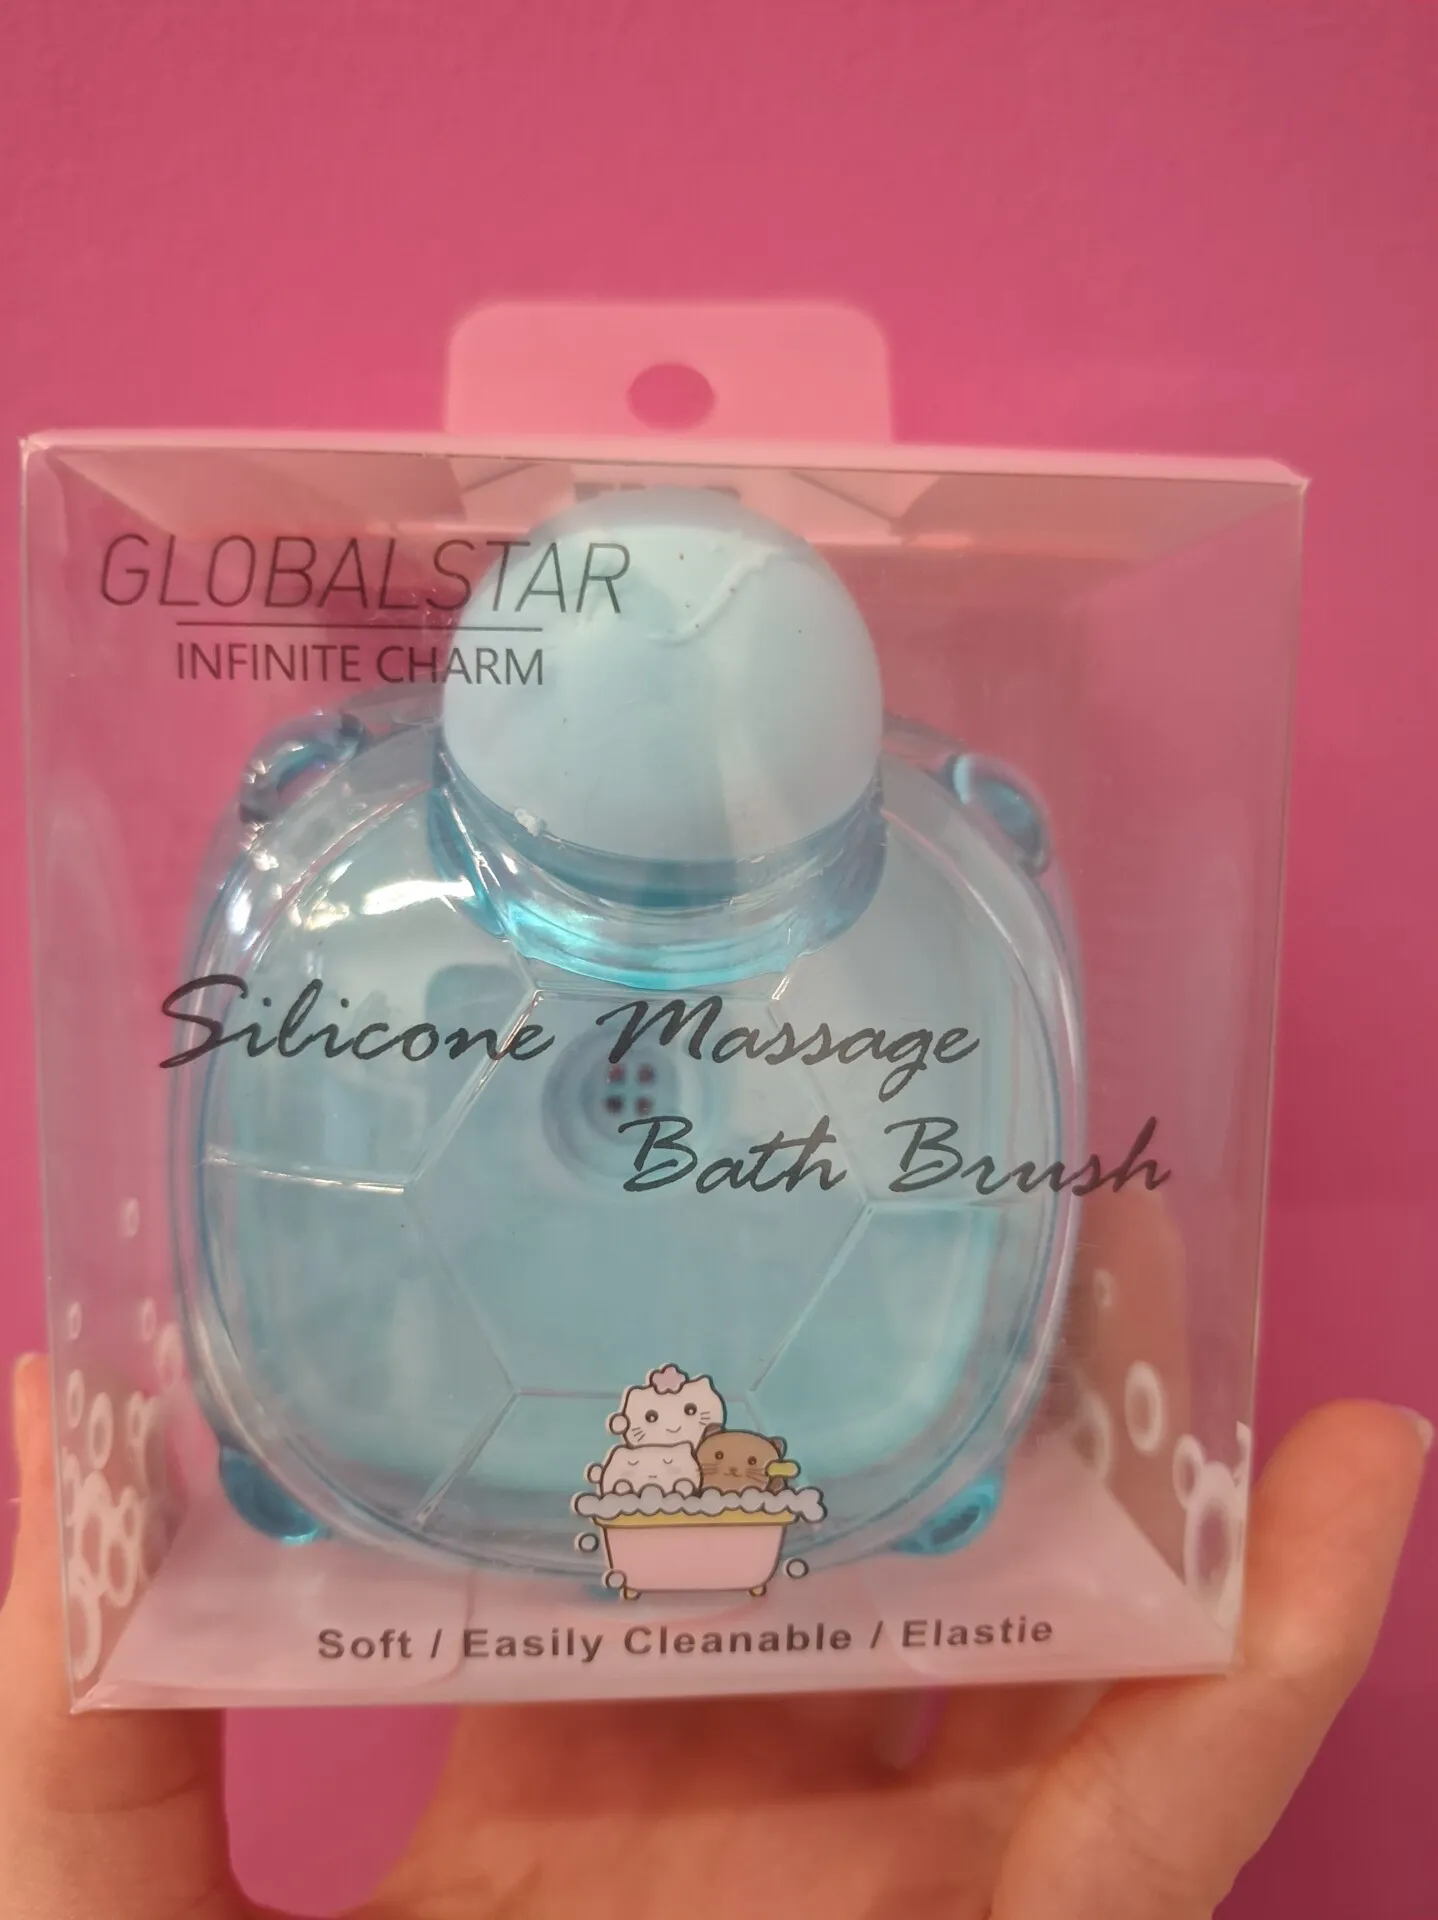 GLOBALSTAR
INFINITE CHARM
Silicone Massage
Bath Brush
Soft / Easily Cleanable / Elastie